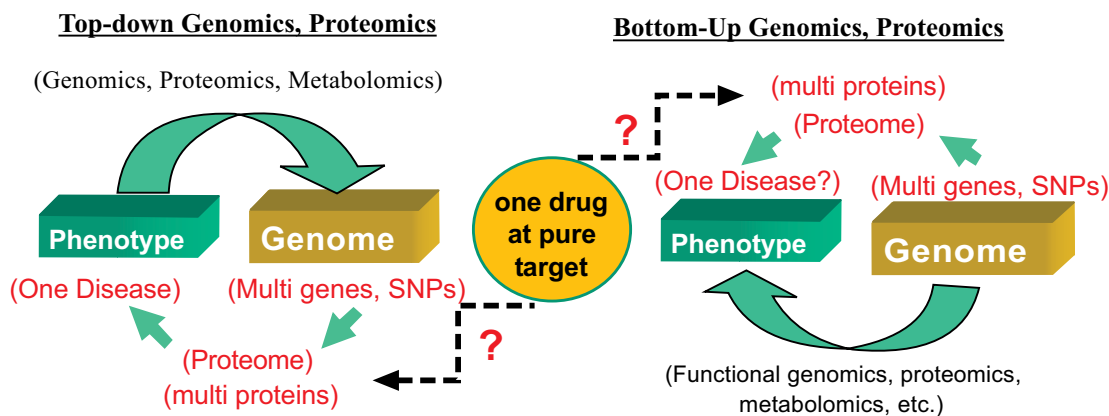 Top-down Genomics, Proteomics
(Genomics, Proteomics, Metabolomics)
Phenotype
Genome
(One Disease)
(Multi genes, SNPs)
(Proteome)
(multi proteins)
?
one drug
at pure
target
?
Bottom-Up Genomics, Proteomics
(multi proteins)
(Proteome)
(One Disease?)
(Multi genes, SNPs)
Phenotype
Genome
(Functional genomics, proteomics,
metabolomics, etc.)